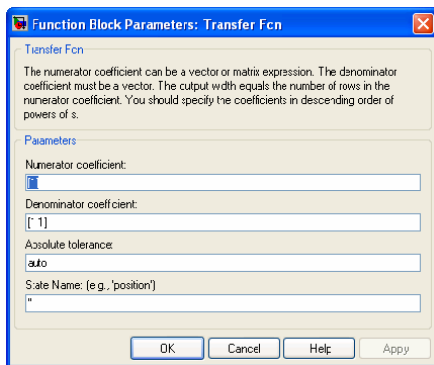 Function Block Parameters: Transfer Fcn
Transfer Fcn
The numerator coefficient can be a vector or matrix expression. The denominator
coefficient must be a vector. The output width equals the number of rows in the
numerator coefficient. You should specify the coefficients in descending order of
powers of s.
Parameters
Numerator coefficient:
[1]
Denominator coefficient:
[1 1]
Absolute tolerance:
auto
State Name: (e.g., 'position')
''
OK Cancel Help Apply